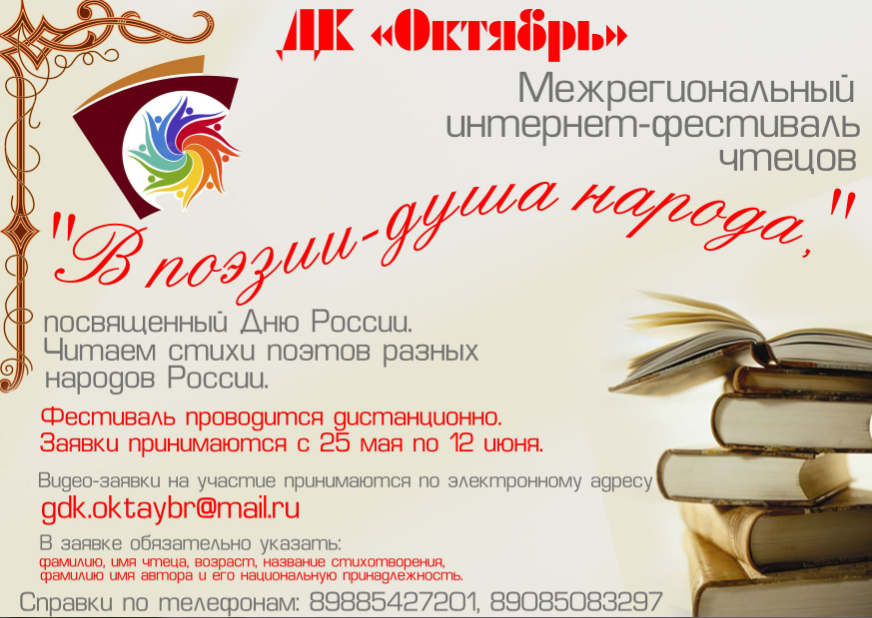 ДК «Октябрь»
Межрегиональный
интернет-фестиваль
чтецов
"В поэзии-душа народа,"
посвященный Дню России.
Читаем стихи поэтов разных
народов России.
Фестиваль проводится дистанционно.
Заявки принимаются с 25 мая по 12 июня.
Видео-заявки на участие принимаются по электронному адресу
gdk.oktaybr@mail.ru
В заявке обязательно указать:
фамилию, имя чтеца, возраст, название стихотворения,
фамилию имя автора и его национальную принадлежность.
Справки по телефонам: 89885427201, 89085083297